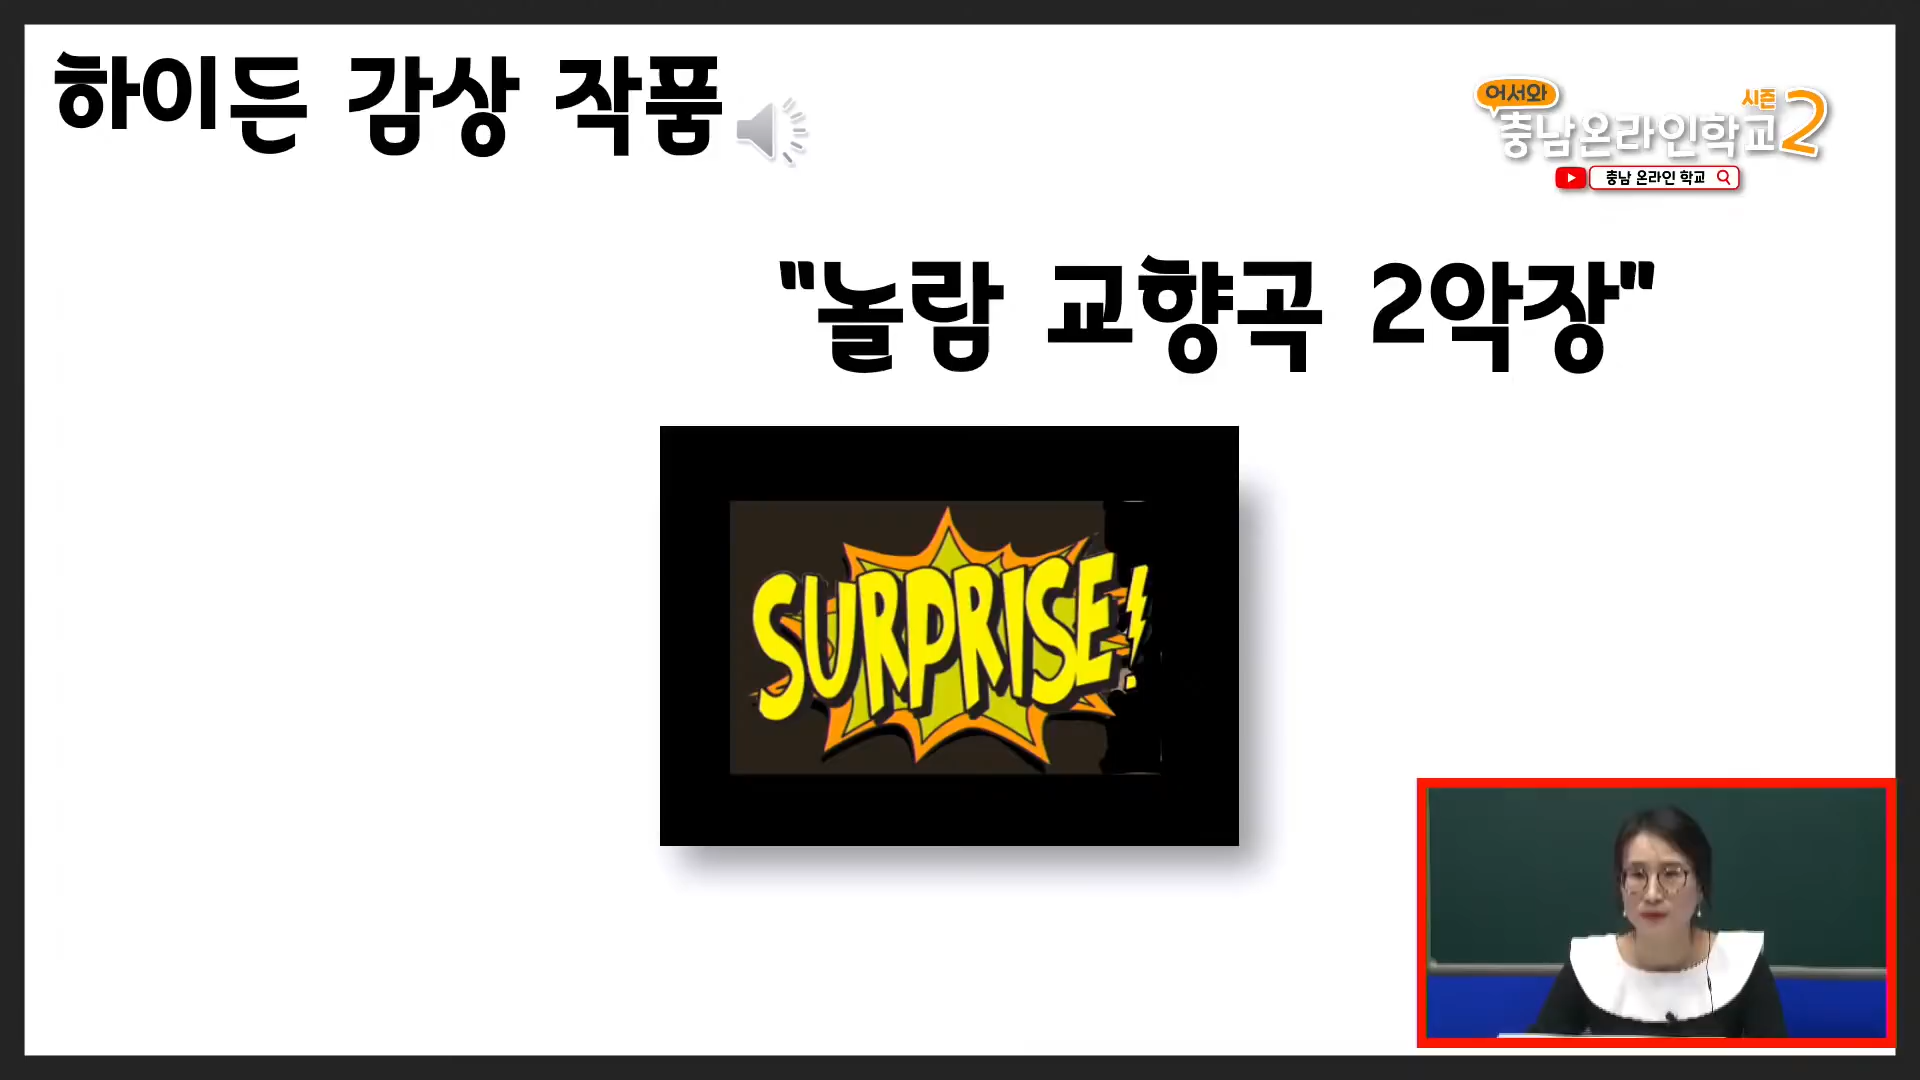 하이든 감상 작품
어서와
시즌
충남온라인학교2
충남 온라인 학교
"놀람 교향곡 2악장"
SURPRISE!